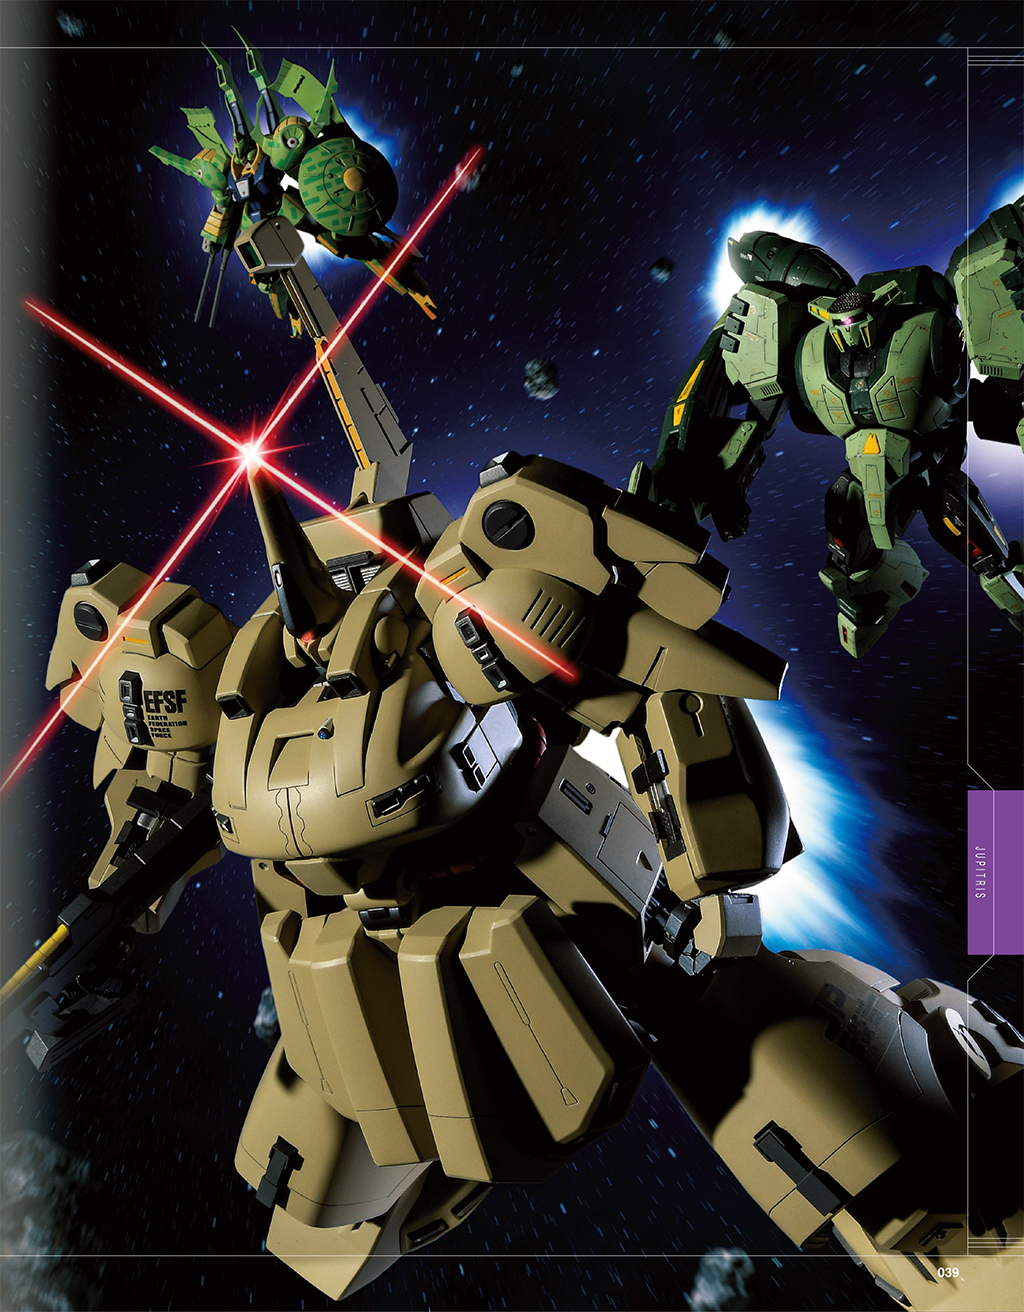 EFSF
EARTH
FEDERATION
SPACE
FORCE
JUPITRIS
039